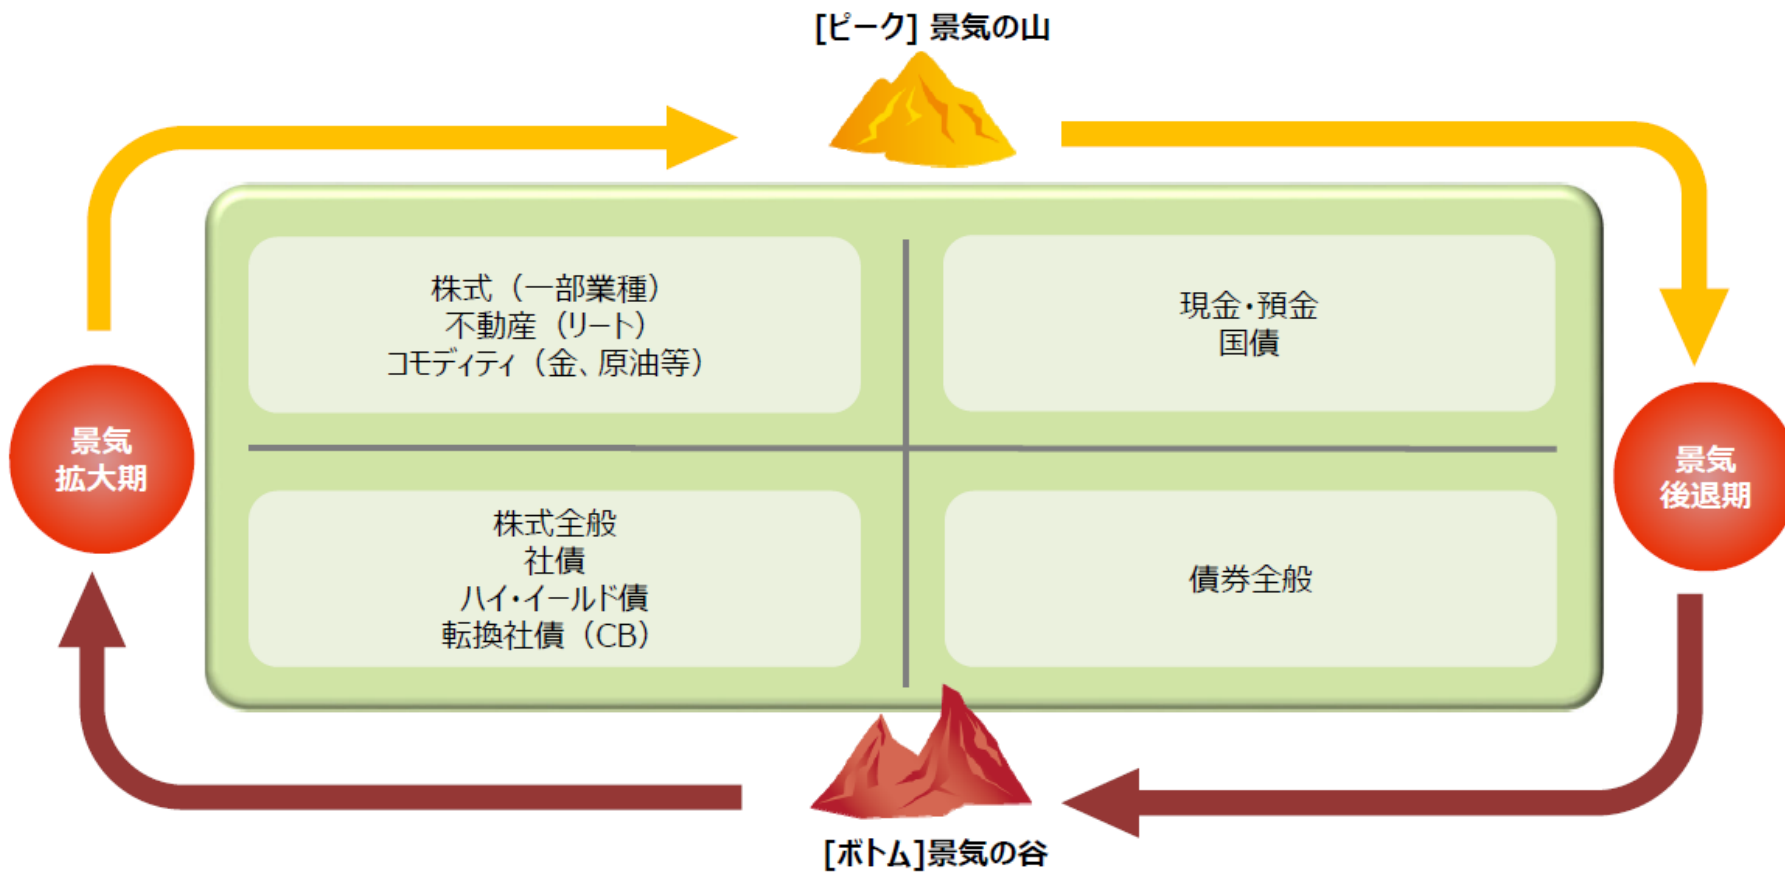 [ピーク] 景気の山
株式（一部業種）
不動産（リート）
コモディティ（金、原油等）
現金・預金
国債
景気
拡大期
景気
後退期
株式全般
社債
ハイ・イールド債
転換社債（CB）
債券全般
[ボトム]景気の谷